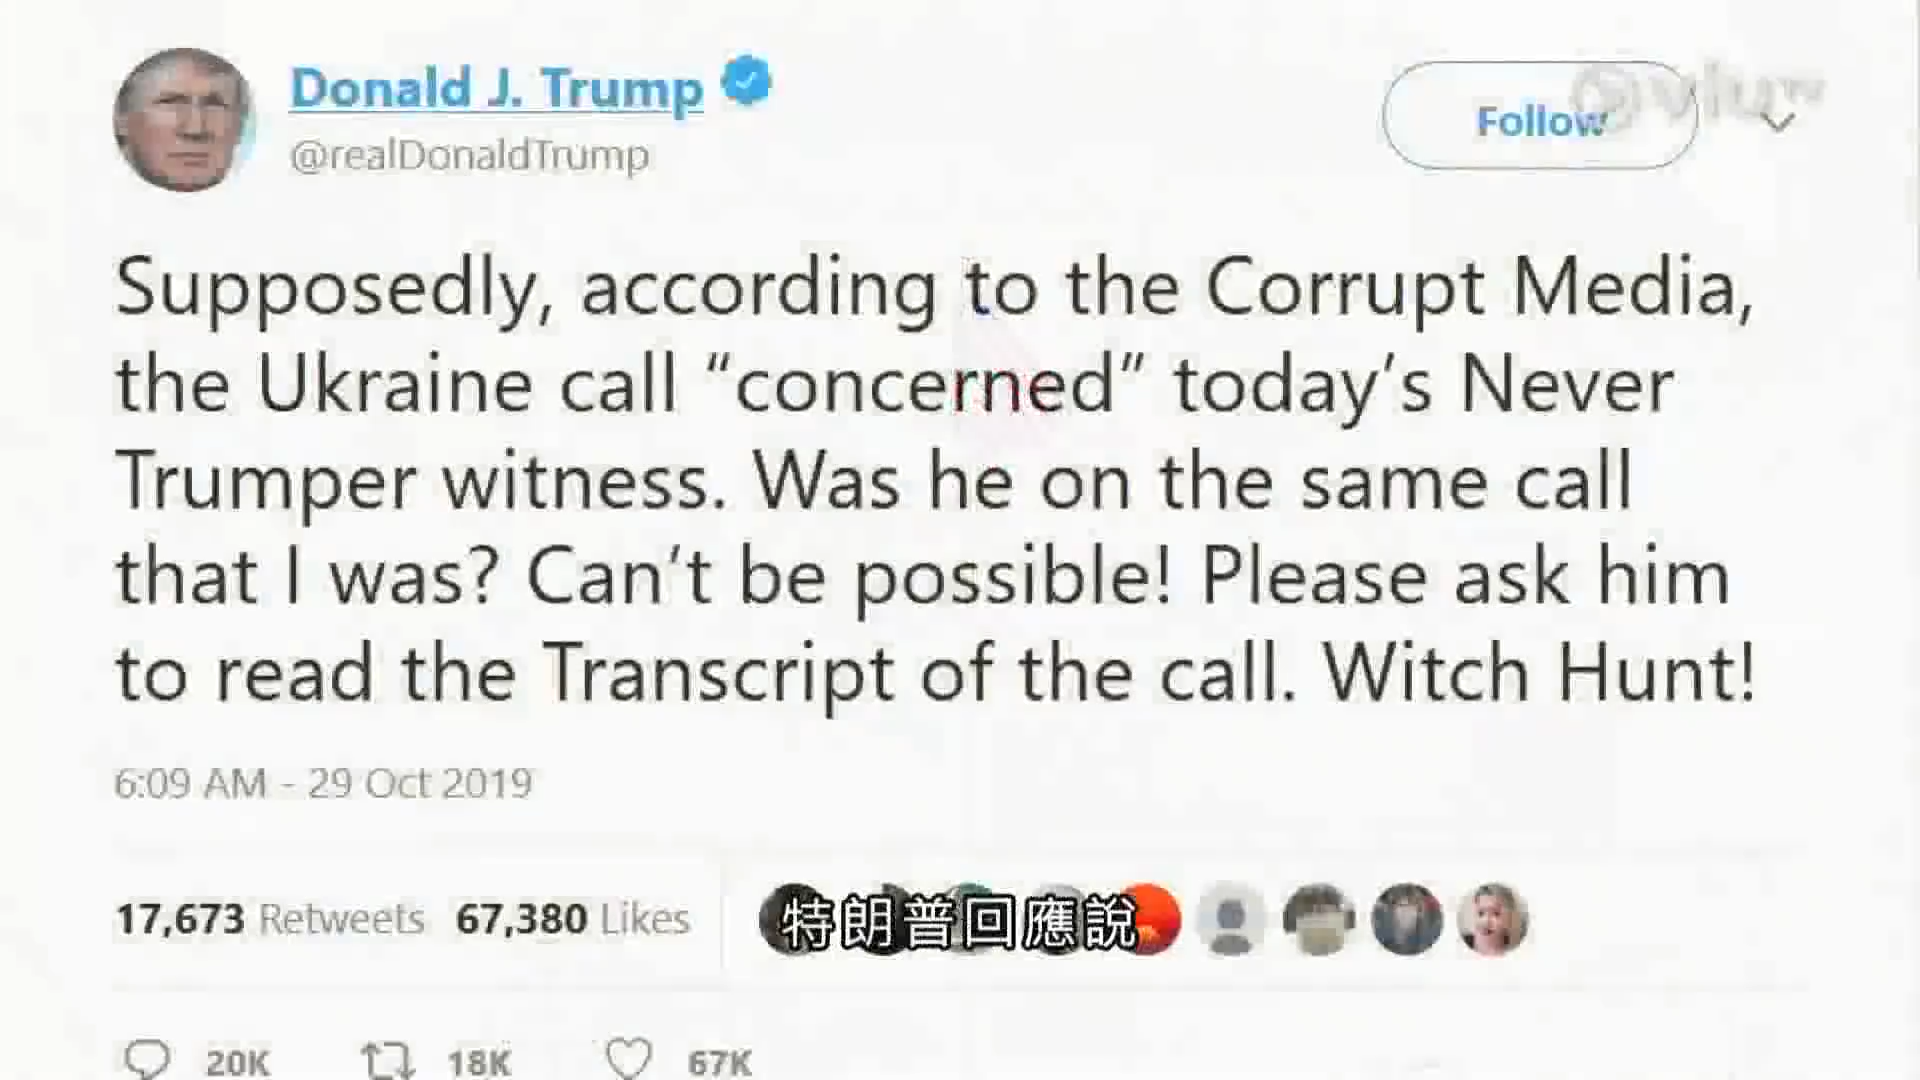 Donald J. Trump
@realDonaldTrump
Follow
viuTV
Supposedly, according to the Corrupt Media,
the Ukraine call “concerned” today’s Never
Trumper witness. Was he on the same call
that I was? Can’t be possible! Please ask him
to read the Transcript of the call. Witch Hunt!
6:09 AM - 29 Oct 2019
17,673 Retweets 67,380 Likes
特朗普回應說
20K 18K 67K